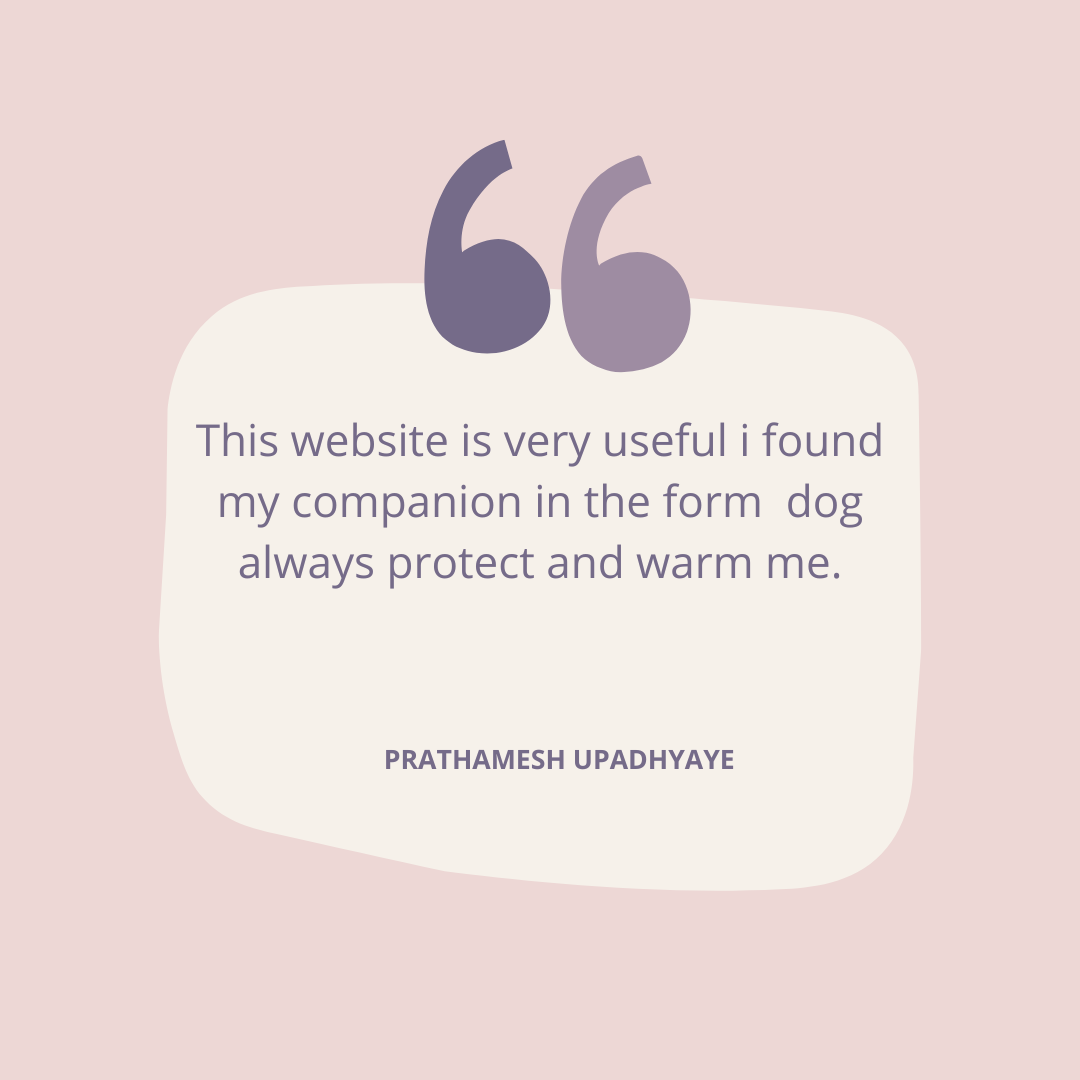 This website is very useful i found
my companion in the form  dog
always protect and warm me.
PRATHAMESH UPADHYAYE